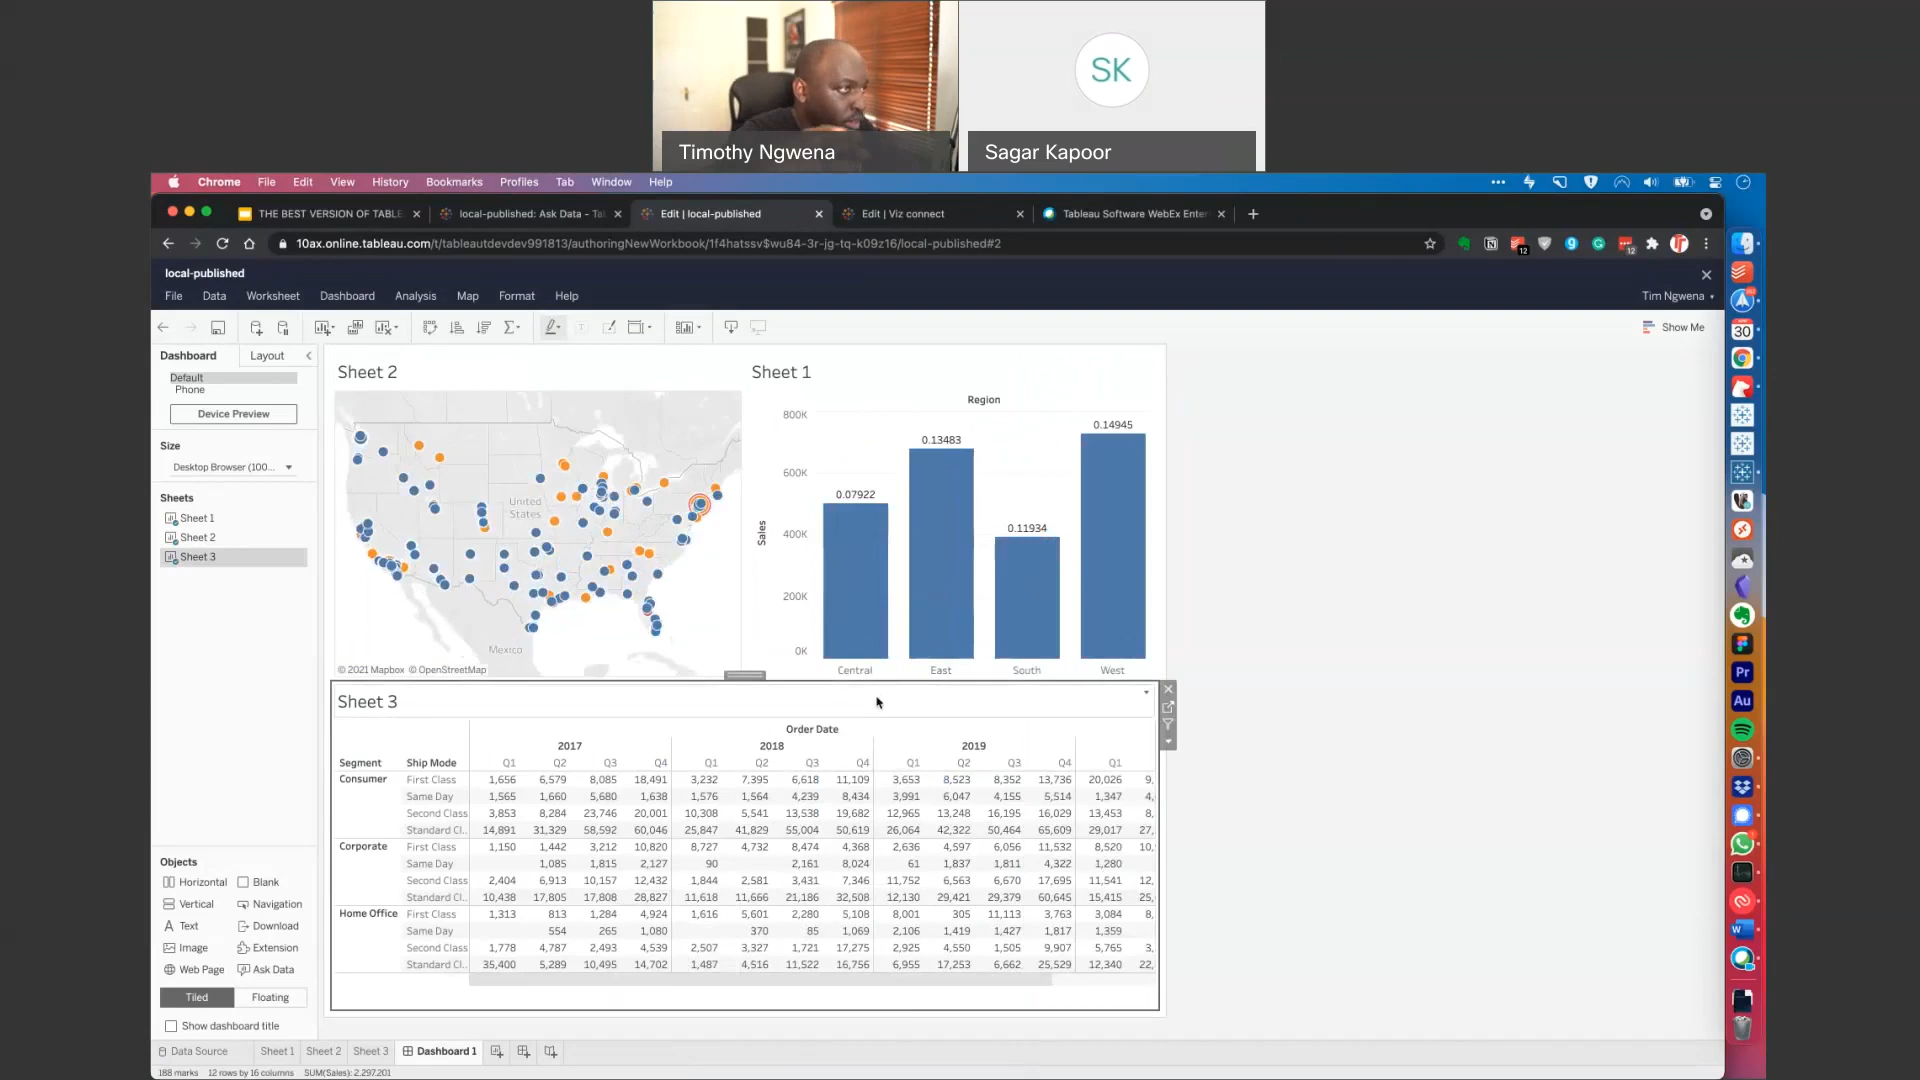 SK
Timothy Ngwena
Sagar Kapoor
Chrome File Edit View History Bookmarks Profiles Tab Window Help
THE BEST VERSION OF TABLE
local-published: Ask Data - Ta
Edit | local-published
Edit | Viz connect
Tableau Software WebEx Enter
10ax.online.tableau.com/t/tableautdevdev991813/authoringNewWorkbook/1f4hatssv$wu84-3r-jg-tq-k09z16/local-published#2
12
12
local-published
File Data Worksheet Dashboard Analysis Map Format Help
Tim Ngwena
Show Me
30
Dashboard Layout
Default
Phone
Device Preview
Size
Desktop Browser (100...
Sheets
Sheet 1
Sheet 2
Sheet 3
Objects
Horizontal Blank
Vertical Navigation
Text Download
Image Extension
Web Page Ask Data
Tiled Floating
Show dashboard title
Sheet 2
United
States
Mexico
© 2021 Mapbox © OpenStreetMap
Sheet 1
Region
800K
600K
400K
200K
0K
Sales
0.07922
0.13483
0.11934
0.14945
Central East South West
Sheet 3
Order Date
2017 2018 2019
Segment Ship Mode Q1 Q2 Q3 Q4 Q1 Q2 Q3 Q4 Q1 Q2 Q3 Q4 Q1
Consumer First Class 1,656 6,579 8,085 18,491 3,232 7,395 6,618 11,109 3,653 8,523 8,352 13,736 20,026 9,
Same Day 1,565 1,660 5,680 1,638 1,576 1,564 4,239 8,434 3,991 6,047 4,155 5,514 1,347 4,
Second Class 3,853 8,284 23,746 20,001 10,308 5,541 13,538 19,682 12,965 13,248 16,195 16,029 13,453 8,
Standard Cl.. 14,891 31,329 58,592 60,046 25,847 41,829 55,004 50,619 26,064 42,322 50,464 65,609 29,017 27,
Corporate First Class 1,150 1,442 3,212 10,820 8,727 4,732 8,474 4,368 2,636 4,597 6,056 11,532 8,520 10,
Same Day 1,085 1,815 2,127 90 2,161 8,024 61 1,837 1,811 4,322 1,280
Second Class 2,404 6,913 10,157 12,432 1,844 2,581 3,431 7,346 11,752 6,563 6,670 17,695 11,541 12,
Standard Cl.. 10,438 17,805 17,808 28,827 11,618 11,666 21,186 32,508 12,130 29,421 29,379 60,645 15,415 25,
Home Office First Class 1,313 813 1,284 4,924 1,616 5,601 2,280 5,108 8,001 305 11,113 3,763 3,084 8,
Same Day 554 265 1,080 370 85 1,069 2,106 1,419 1,427 1,817 1,359
Second Class 1,778 4,787 2,493 4,539 2,507 3,327 1,721 17,275 2,925 4,550 1,505 9,907 5,765 3,
Standard Cl.. 35,400 5,289 10,495 14,702 1,487 4,516 11,522 16,756 6,955 17,253 6,662 25,529 12,340 22,
Pr
Au
W
Data Source Sheet 1 Sheet 2 Sheet 3 Dashboard 1
188 marks 12 rows by 16 columns SUM(Sales): 2,297,201